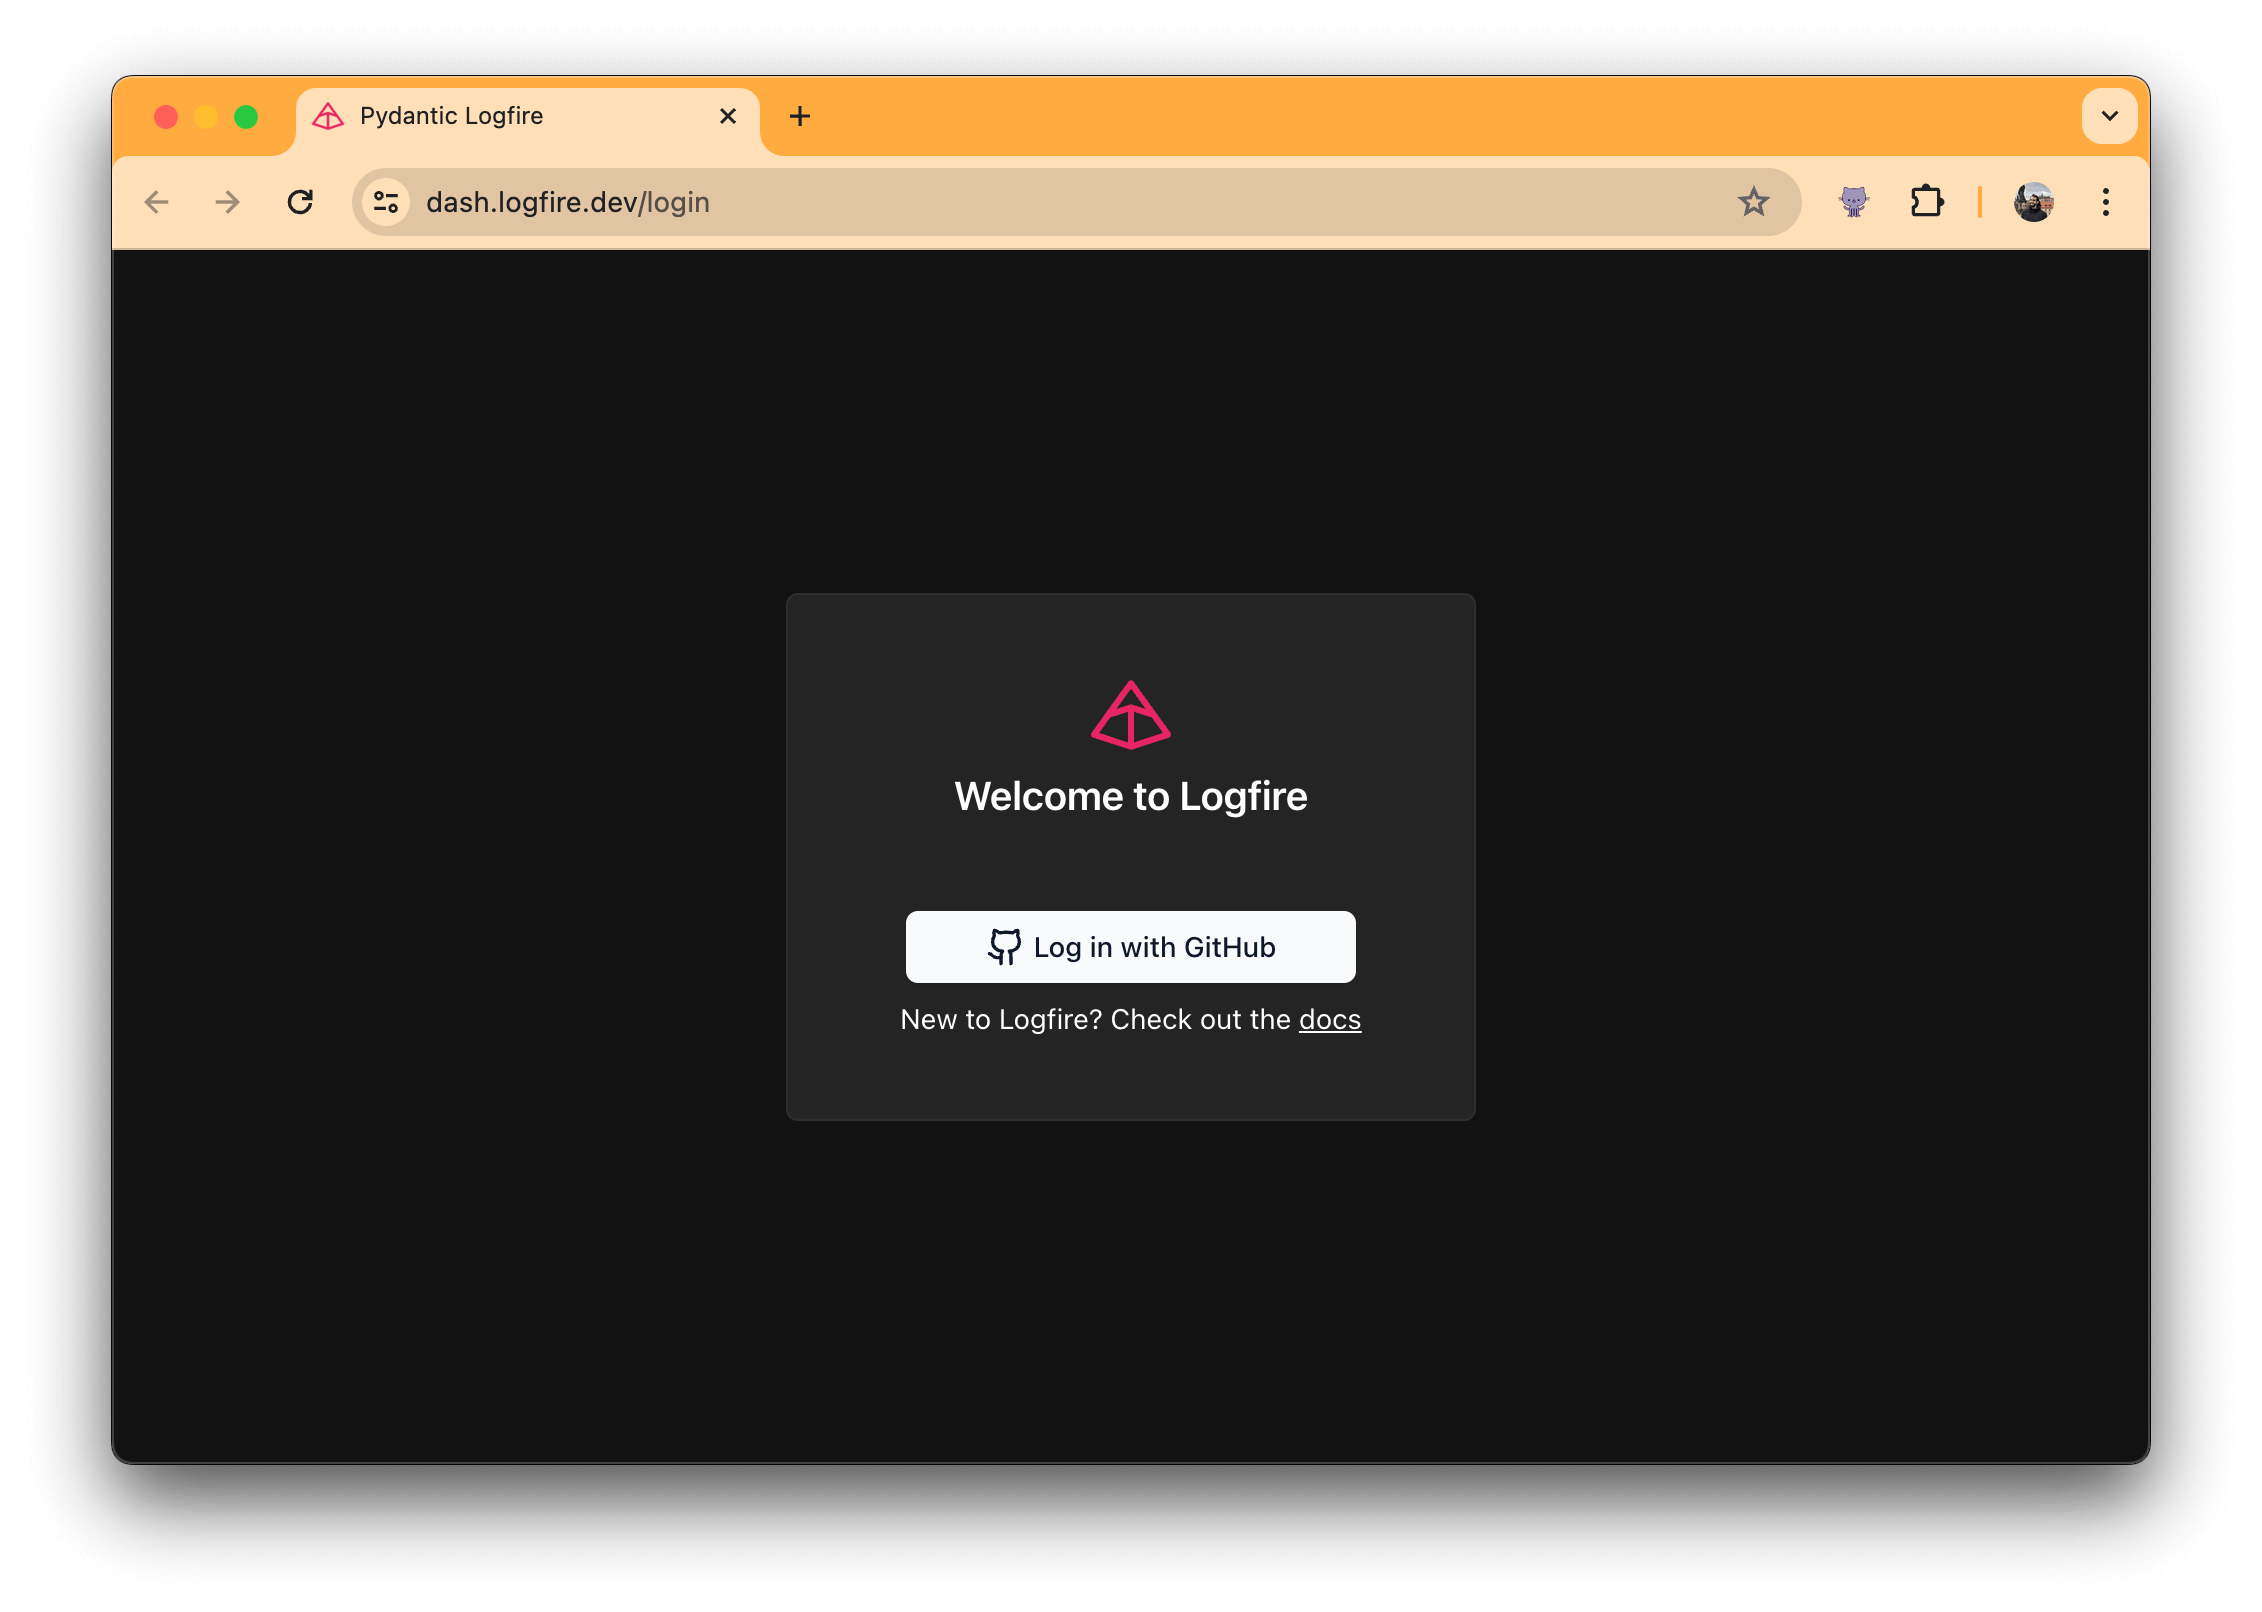 Pydantic Logfire
dash.logfire.dev/login
Welcome to Logfire
Log in with GitHub
New to Logfire? Check out the docs